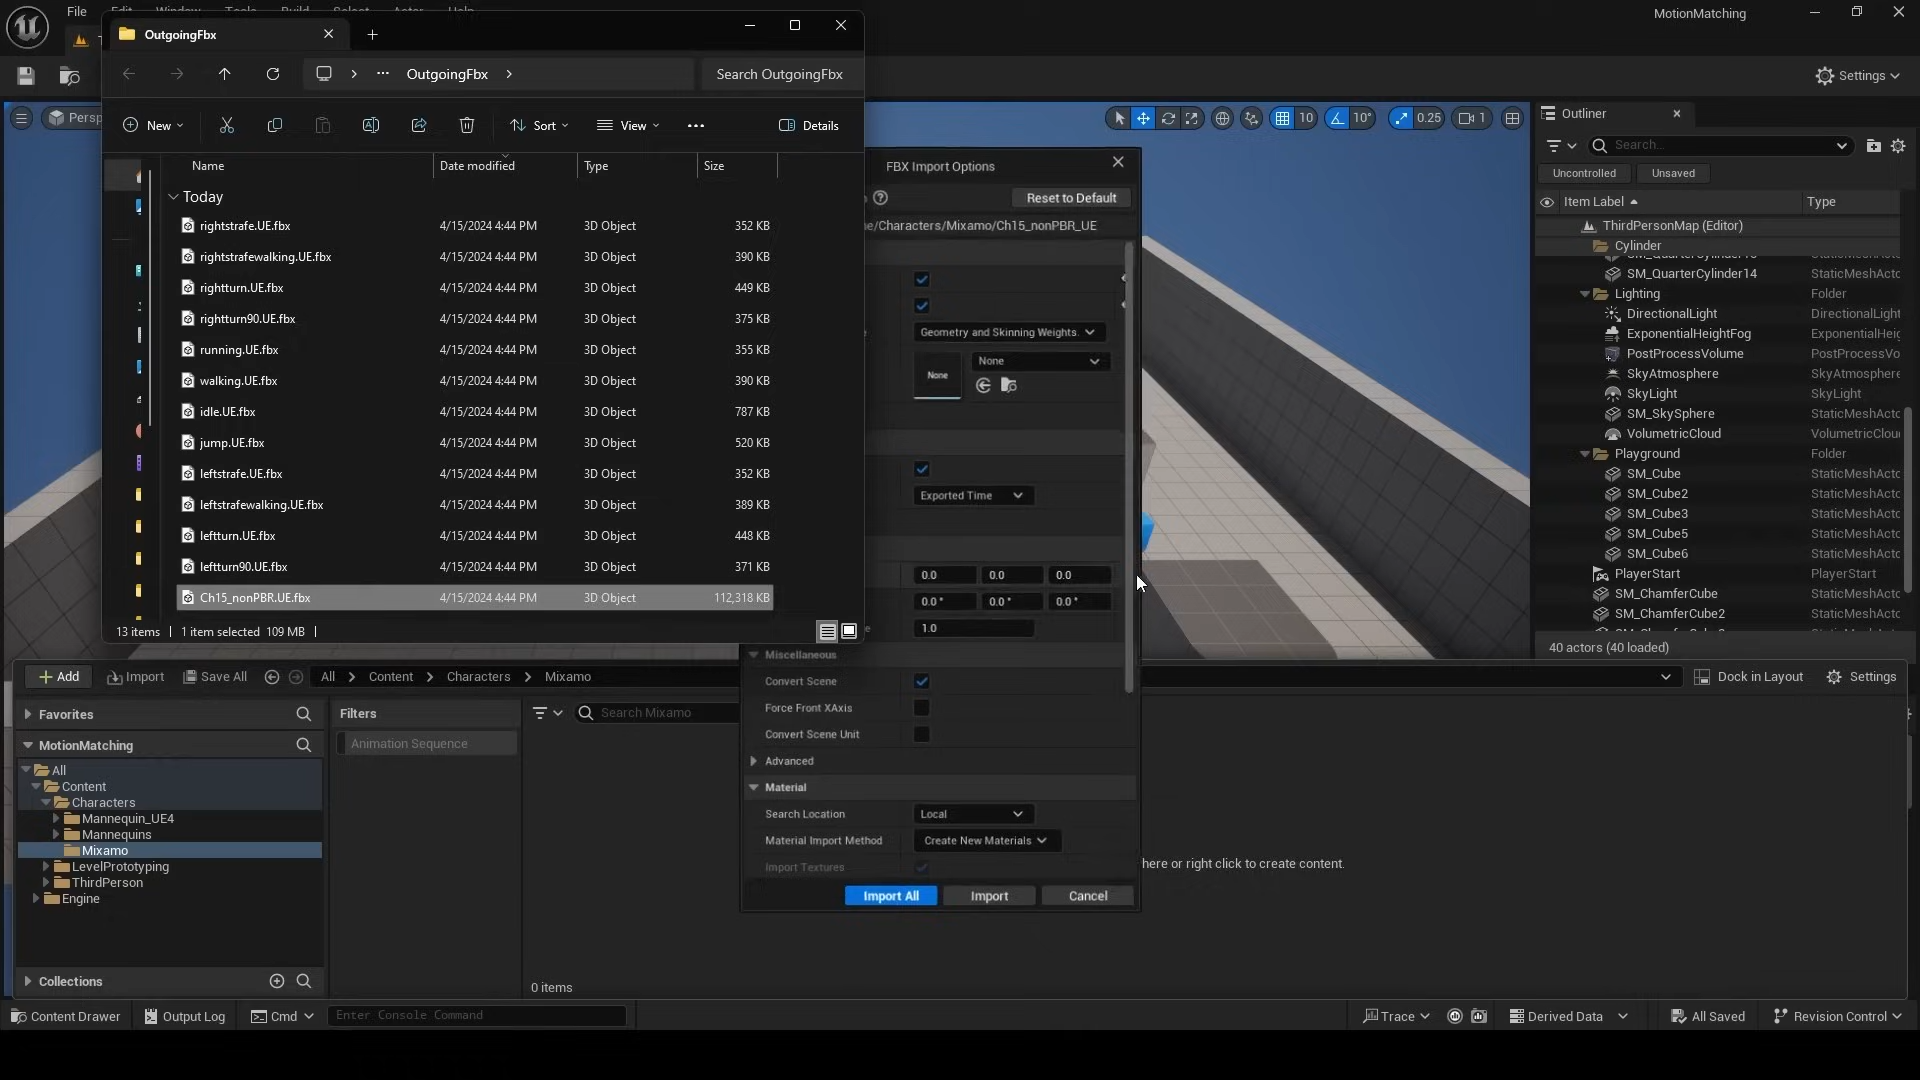 File Edit Window Tools Build Select Actor Help
MotionMatching
OutgoingFbx
OutgoingFbx
Search OutgoingFbx
Settings
New
Sort
View
Details
Persp
10
10°
0.25
1
Outliner
Search...
Uncontrolled
Unsaved
Item Label
Type
Name
Date modified
Type
Size
Today
rightstrafe.UE.fbx 4/15/2024 4:44 PM 3D Object 352 KB
rightstrafewalking.UE.fbx 4/15/2024 4:44 PM 3D Object 390 KB
rightturn.UE.fbx 4/15/2024 4:44 PM 3D Object 449 KB
rightturn90.UE.fbx 4/15/2024 4:44 PM 3D Object 375 KB
running.UE.fbx 4/15/2024 4:44 PM 3D Object 355 KB
walking.UE.fbx 4/15/2024 4:44 PM 3D Object 390 KB
idle.UE.fbx 4/15/2024 4:44 PM 3D Object 787 KB
jump.UE.fbx 4/15/2024 4:44 PM 3D Object 520 KB
leftstrafe.UE.fbx 4/15/2024 4:44 PM 3D Object 352 KB
leftstrafewalking.UE.fbx 4/15/2024 4:44 PM 3D Object 389 KB
leftturn.UE.fbx 4/15/2024 4:44 PM 3D Object 448 KB
leftturn90.UE.fbx 4/15/2024 4:44 PM 3D Object 371 KB
Ch15_nonPBR.UE.fbx 4/15/2024 4:44 PM 3D Object 112,318 KB
13 items 1 item selected 109 MB
FBX Import Options
Reset to Default
e/Characters/Mixamo/Ch15_nonPBR_UE
Geometry and Skinning Weights.
None
None
Exported Time
0.0 0.0 0.0
0.0° 0.0° 0.0°
1.0
Miscellaneous
Convert Scene
Force Front XAxis
Convert Scene Unit
Advanced
Material
Search Location Local
Material Import Method Create New Materials
Import Textures
Import All
Import
Cancel
ThirdPersonMap (Editor)
Cylinder
SM_QuarterCylinder14 StaticMeshActo
Lighting Folder
DirectionalLight DirectionalLight
ExponentialHeightFog ExponentialHeig
PostProcessVolume PostProcessVo
SkyAtmosphere SkyAtmosphere
SkyLight SkyLight
SM_SkySphere StaticMeshActo
VolumetricCloud VolumetricClou
Playground Folder
SM_Cube StaticMeshActo
SM_Cube2 StaticMeshActo
SM_Cube3 StaticMeshActo
SM_Cube5 StaticMeshActo
SM_Cube6 StaticMeshActo
PlayerStart PlayerStart
SM_ChamferCube StaticMeshActo
SM_ChamferCube2 StaticMeshActo
40 actors (40 loaded)
Add
Import
Save All
All
Content
Characters
Mixamo
Dock in Layout
Settings
Favorites
Filters
Search Mixamo
MotionMatching
Animation Sequence
All
Content
Characters
Mannequin_UE4
Mannequins
Mixamo
LevelPrototyping
ThirdPerson
Engine
here or right click to create content.
Collections
0 items
Content Drawer
Output Log
Cmd
Enter Console Command
Trace
Derived Data
All Saved
Revision Control